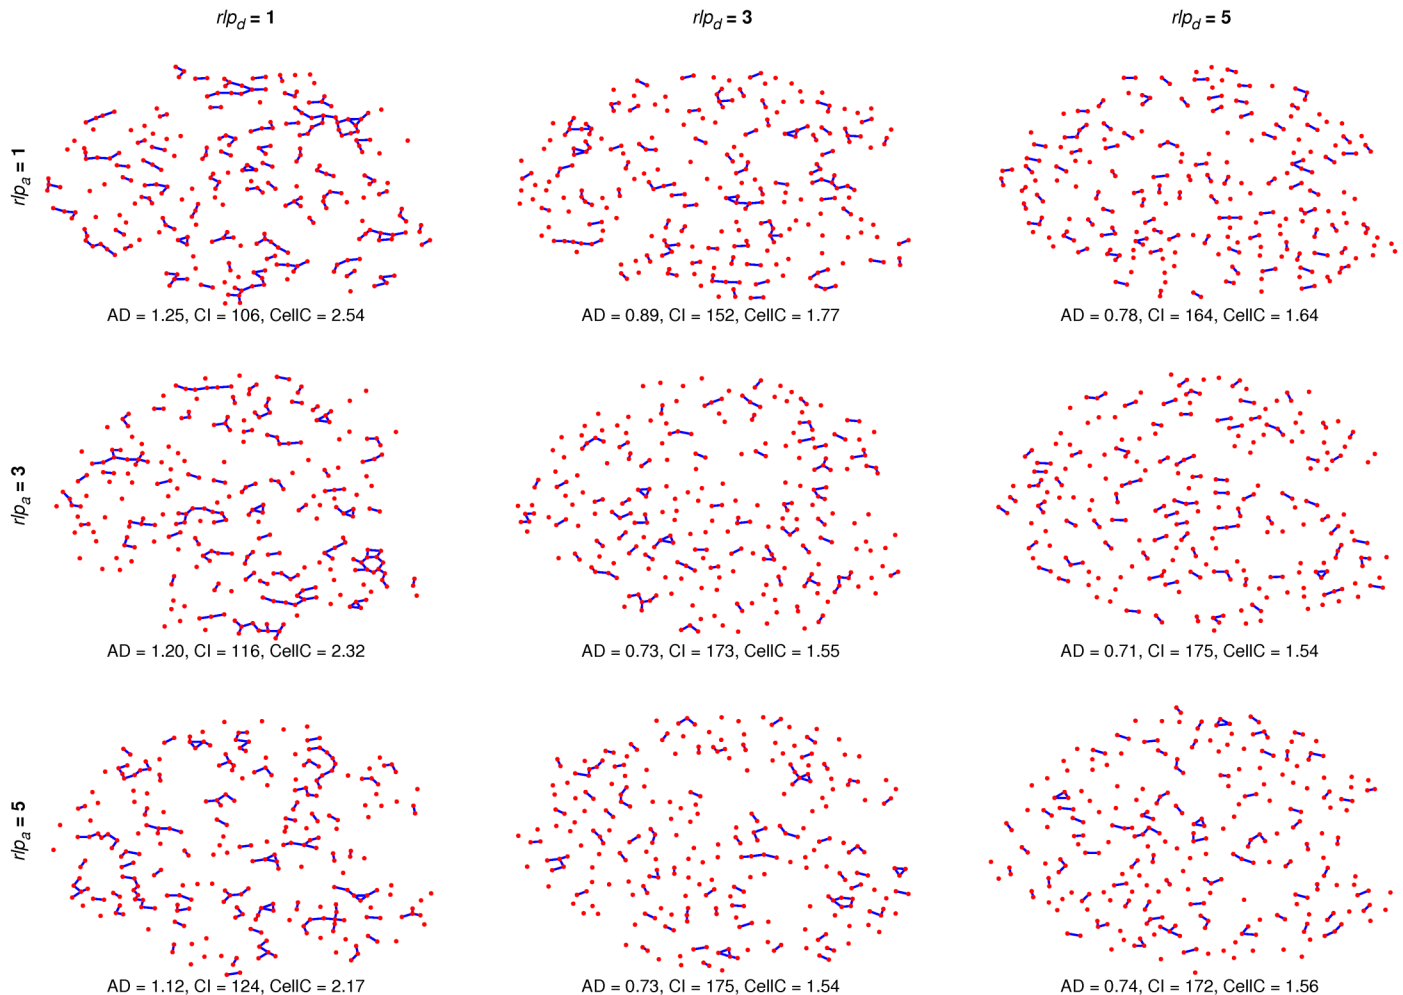 rlp_d = 1
rlp_d = 3
rlp_d = 5
rlp_a = 1
AD = 1.25, CI = 106, CellC = 2.54
AD = 0.89, CI = 152, CellC = 1.77
AD = 0.78, CI = 164, CellC = 1.64
rlp_a = 3
AD = 1.20, CI = 116, CellC = 2.32
AD = 0.73, CI = 173, CellC = 1.55
AD = 0.71, CI = 175, CellC = 1.54
rlp_a = 5
AD = 1.12, CI = 124, CellC = 2.17
AD = 0.73, CI = 175, CellC = 1.54
AD = 0.74, CI = 172, CellC = 1.56